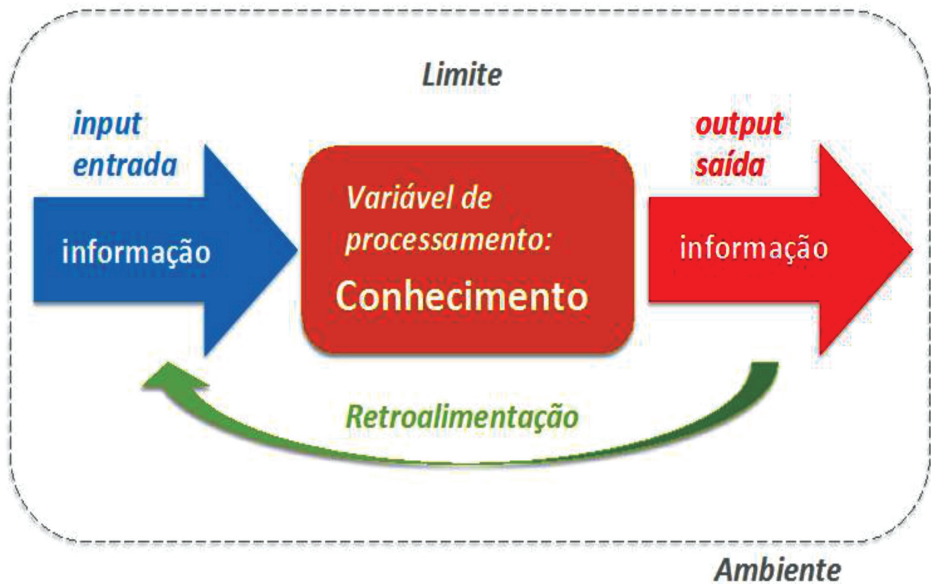 Limite
input
entrada
informação
Variável de
processamento:
Conhecimento
output
saída
informação
Retroalimentação
Ambiente